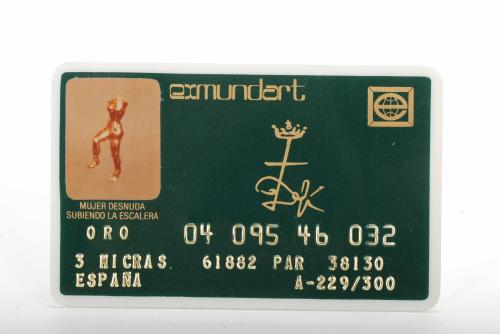 exmundart
Dalí
MUJER DESNUDA
SUBIENDO LA ESCALERA
ORO 04 095 46 032
3 MICRAS 61882 PAR 38130
ESPAÑA A-229/300